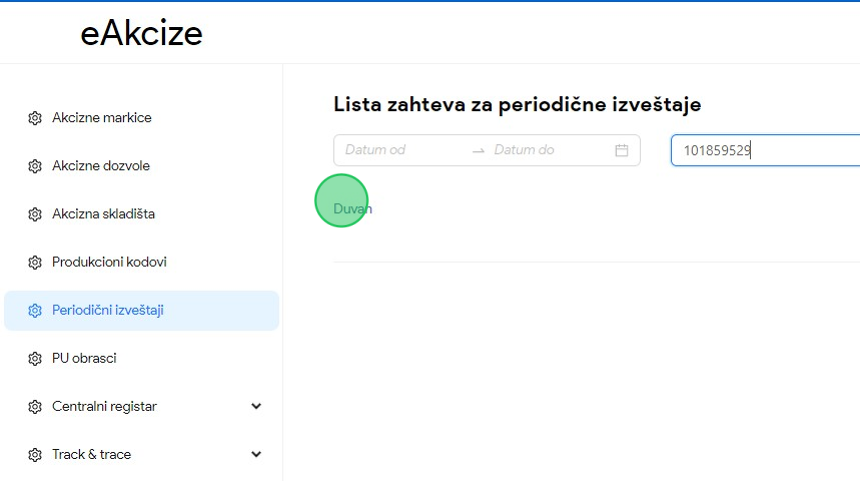 eAkcize
Akcizne markice
Akcizne dozvole
Akcizna skladišta
Produkcioni kodovi
Periodični izveštaji
PU obrasci
Centralni registar
Track & trace
Lista zahteva za periodične izveštaje
Datum od → Datum do
101859529
Duvan